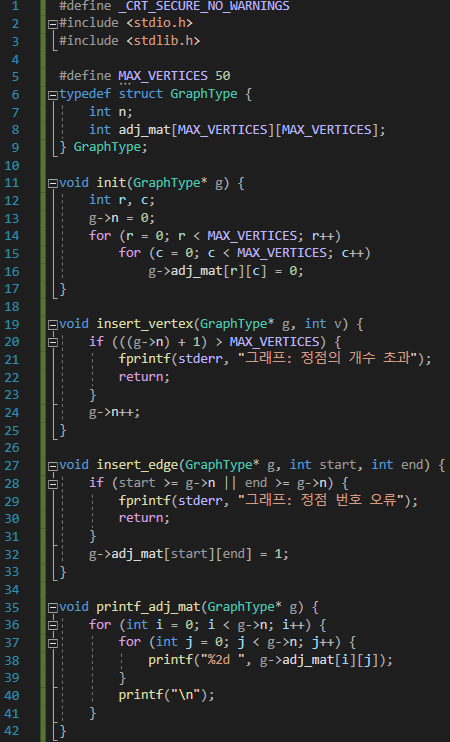 1 #define _CRT_SECURE_NO_WARNINGS
2 #include <stdio.h>
3 #include <stdlib.h>
4
5 #define MAX_VERTICES 50
6 typedef struct GraphType {
7 int n;
8 int adj_mat[MAX_VERTICES][MAX_VERTICES];
9 } GraphType;
10
11 void init(GraphType* g) {
12 int r, c;
13 g->n = 0;
14 for (r = 0; r < MAX_VERTICES; r++)
15 for (c = 0; c < MAX_VERTICES; c++)
16 g->adj_mat[r][c] = 0;
17 }
18
19 void insert_vertex(GraphType* g, int v) {
20 if (((g->n) + 1) > MAX_VERTICES) {
21 fprintf(stderr, "그래프: 정점의 개수 초과");
22 return;
23 }
24 g->n++;
25 }
26
27 void insert_edge(GraphType* g, int start, int end) {
28 if (start >= g->n || end >= g->n) {
29 fprintf(stderr, "그래프: 정점 번호 오류");
30 return;
31 }
32 g->adj_mat[start][end] = 1;
33 }
34
35 void printf_adj_mat(GraphType* g) {
36 for (int i = 0; i < g->n; i++) {
37 for (int j = 0; j < g->n; j++) {
38 printf("%2d ", g->adj_mat[i][j]);
39 }
40 printf("\n");
41 }
42 }